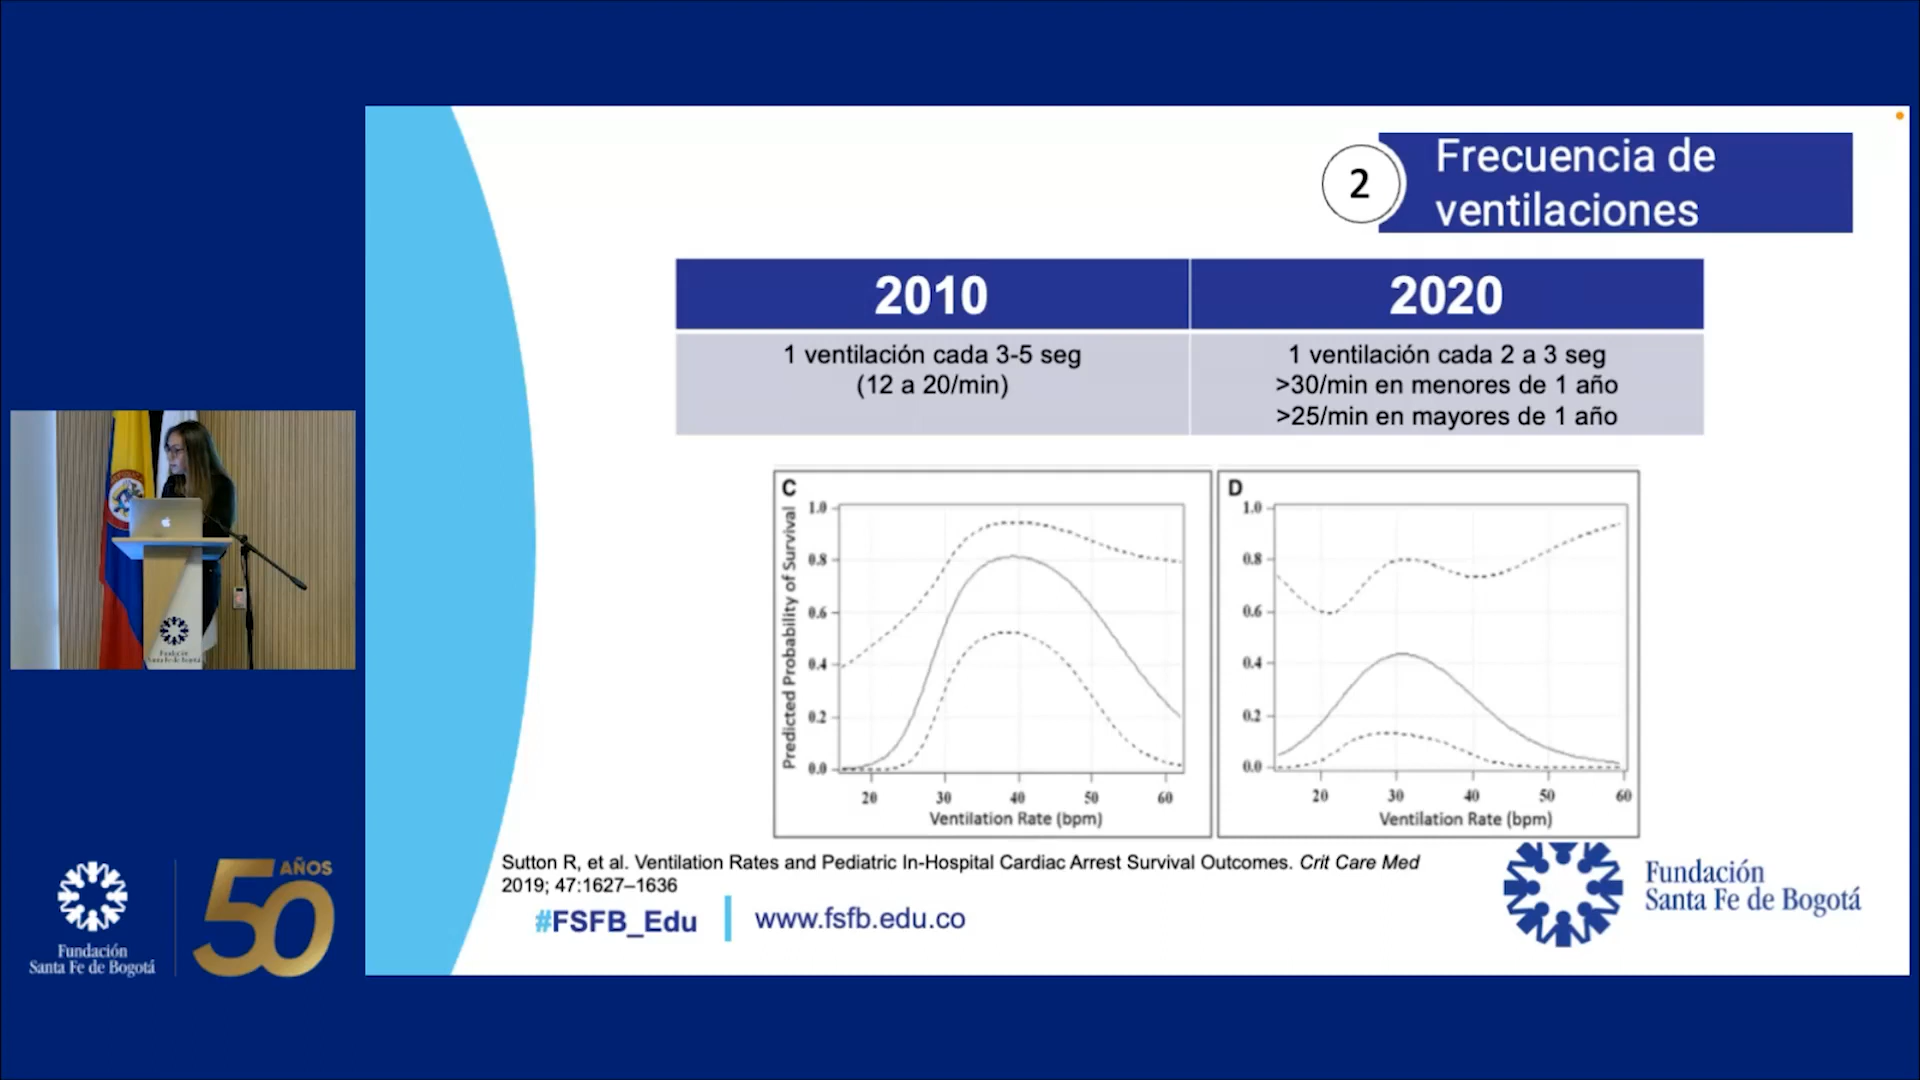 2
Frecuencia de
ventilaciones
2010
2020
1 ventilación cada 3-5 seg
(12 a 20/min)
1 ventilación cada 2 a 3 seg
>30/min en menores de 1 año
>25/min en mayores de 1 año
C
Predicted Probability of Survival
1.0
0.8
0.6
0.4
0.2
0.0
20 30 40 50 60
Ventilation Rate (bpm)
D
1.0
0.8
0.6
0.4
0.2
0.0
20 30 40 50 60
Ventilation Rate (bpm)
Sutton R, et al. Ventilation Rates and Pediatric In-Hospital Cardiac Arrest Survival Outcomes. Crit Care Med
2019; 47:1627–1636
#FSFB_Edu
www.fsfb.edu.co
Fundación
Santa Fe de Bogotá
Fundación
Santa Fe de Bogotá
Fundación
Santa Fe de Bogotá
50 AÑOS